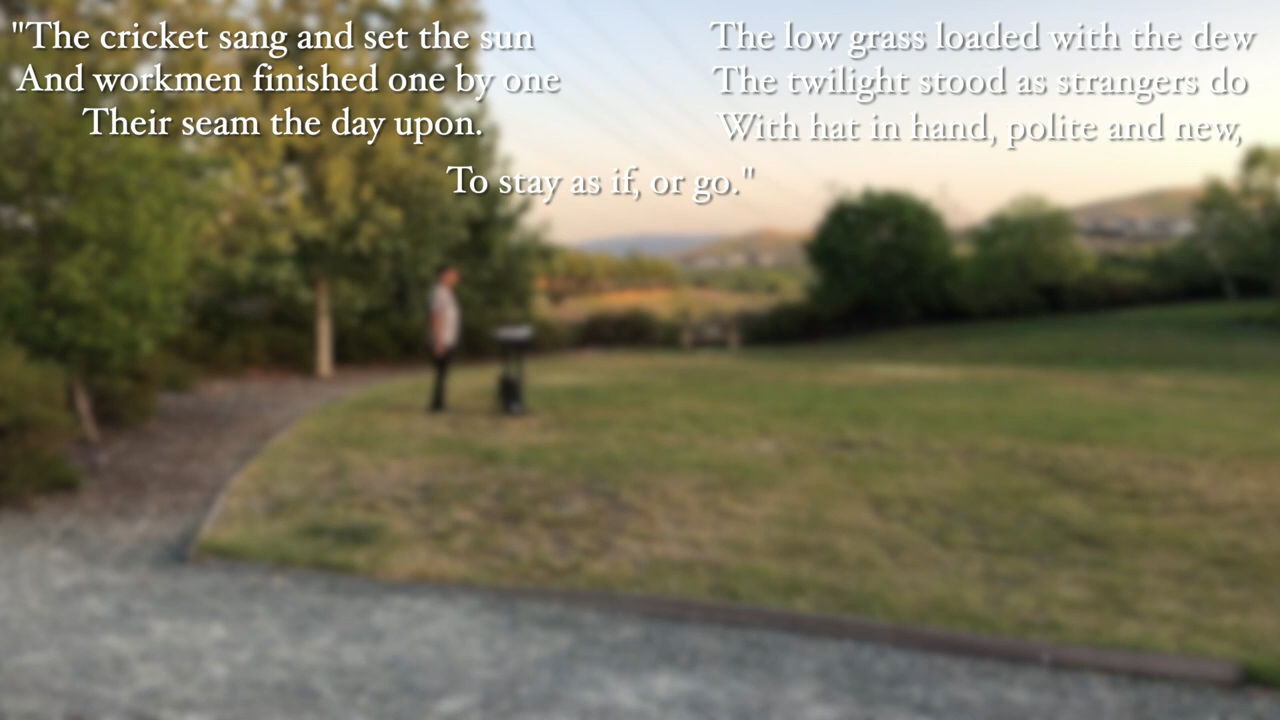 "The cricket sang and set the sun
And workmen finished one by one
Their seam the day upon.
The low grass loaded with the dew
The twilight stood as strangers do
With hat in hand, polite and new,
To stay as if, or go."